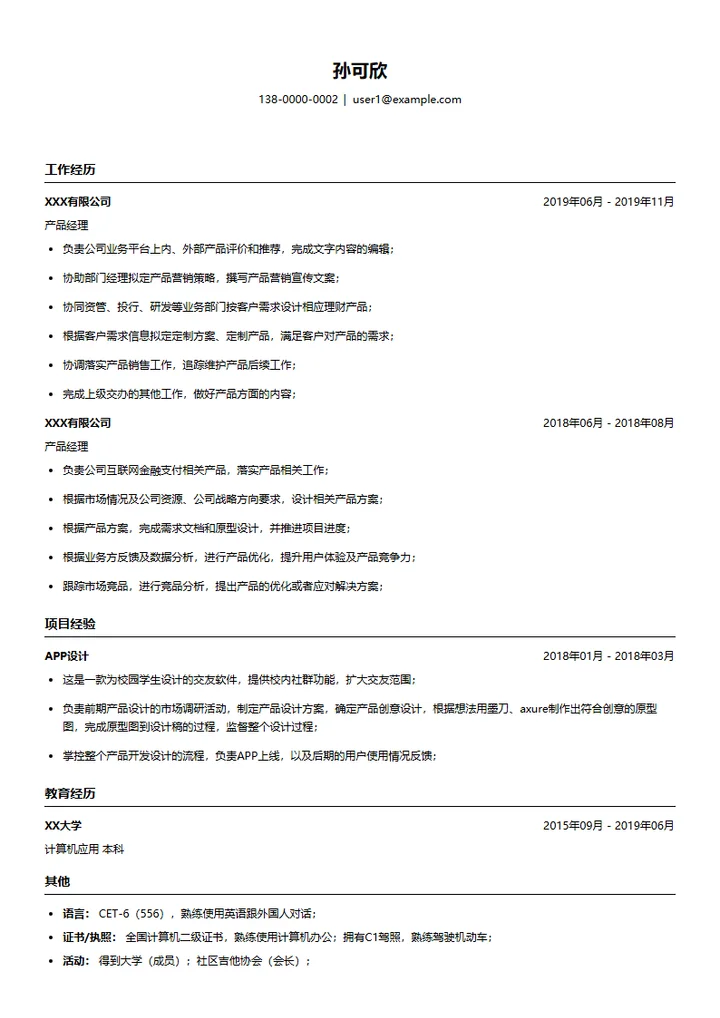 孙可欣
138-0000-0002 | user1@example.com
工作经历
XXX有限公司 2019年06月 - 2019年11月
产品经理
• 负责公司业务平台上内、外部产品评价和推荐，完成文字内容的编辑；
• 协助部门经理拟定产品营销策略，撰写产品营销宣传文案；
• 协同资管、投行、研发等业务部门按客户需求设计相应理财产品；
• 根据客户需求信息拟定定制方案、定制产品，满足客户对产品的需求；
• 协调落实产品销售工作，追踪维护产品后续工作；
• 完成上级交办的其他工作，做好产品方面的内容；
XXX有限公司 2018年06月 - 2018年08月
产品经理
• 负责公司互联网金融支付相关产品，落实产品相关工作；
• 根据市场情况及公司资源、公司战略方向要求，设计相关产品方案；
• 根据产品方案，完成需求文档和原型设计，并推进项目进度；
• 根据业务方反馈及数据分析，进行产品优化，提升用户体验及产品竞争力；
• 跟踪市场竞品，进行竞品分析，提出产品的优化或者应对解决方案；
项目经验
APP设计 2018年01月 - 2018年03月
• 这是一款为校园学生设计的交友软件，提供校内社群功能，扩大交友范围；
• 负责前期产品设计的市场调研活动，制定产品设计方案，确定产品创意设计，根据想法用墨刀、axure制作出符合创意的原型
图，完成原型图到设计稿的过程，监督整个设计过程；
• 掌控整个产品开发设计的流程，负责APP上线，以及后期的用户使用情况反馈；
教育经历
XX大学 2015年09月 - 2019年06月
计算机应用 本科
其他
• 语言： CET-6（556），熟练使用英语跟外国人对话；
• 证书/执照： 全国计算机二级证书，熟练使用计算机办公；拥有C1驾照，熟练驾驶机动车；
• 活动： 得到大学（成员）；社区吉他协会（会长）；